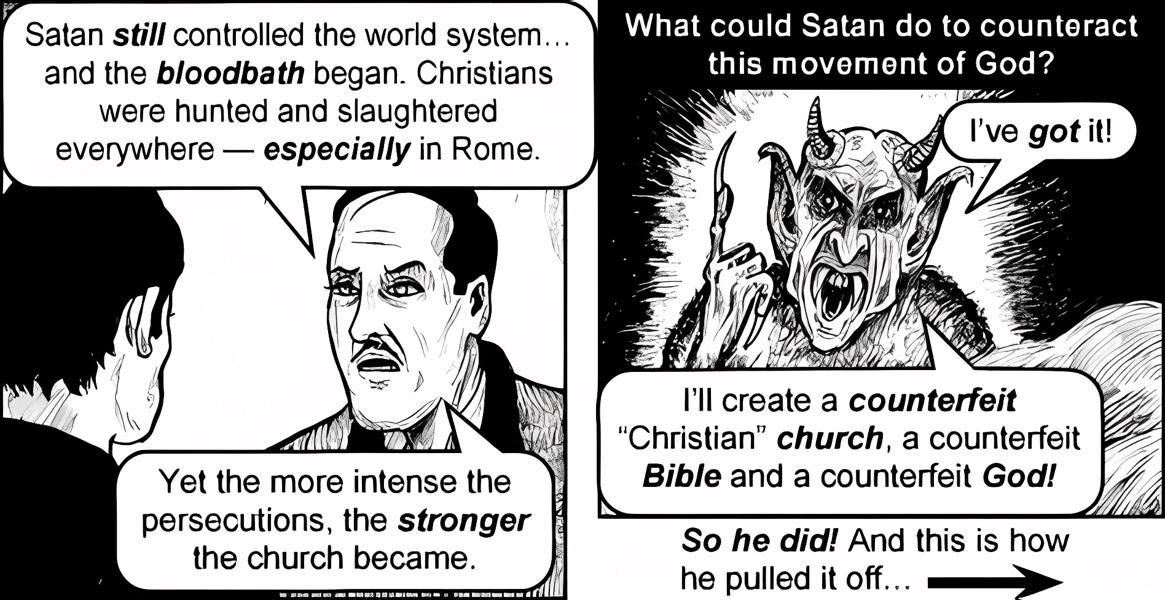 Satan still controlled the world system...
and the bloodbath began. Christians
were hunted and slaughtered
everywhere — especially in Rome.
Yet the more intense the
persecutions, the stronger
the church became.
What could Satan do to counteract
this movement of God?
I've got it!
I'll create a counterfeit
"Christian" church, a counterfeit
Bible and a counterfeit God!
So he did! And this is how
he pulled it off...